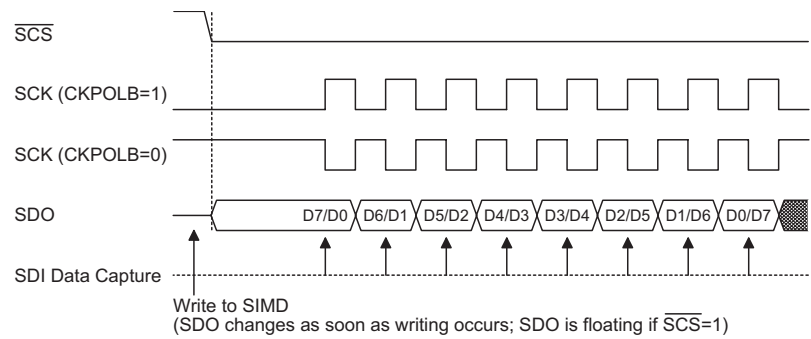 SCS
SCK (CKPOLB=1)
SCK (CKPOLB=0)
SDO
D7/D0 D6/D1 D5/D2 D4/D3 D3/D4 D2/D5 D1/D6 D0/D7
SDI Data Capture
Write to SIMD
(SDO changes as soon as writing occurs; SDO is floating if SCS=1)